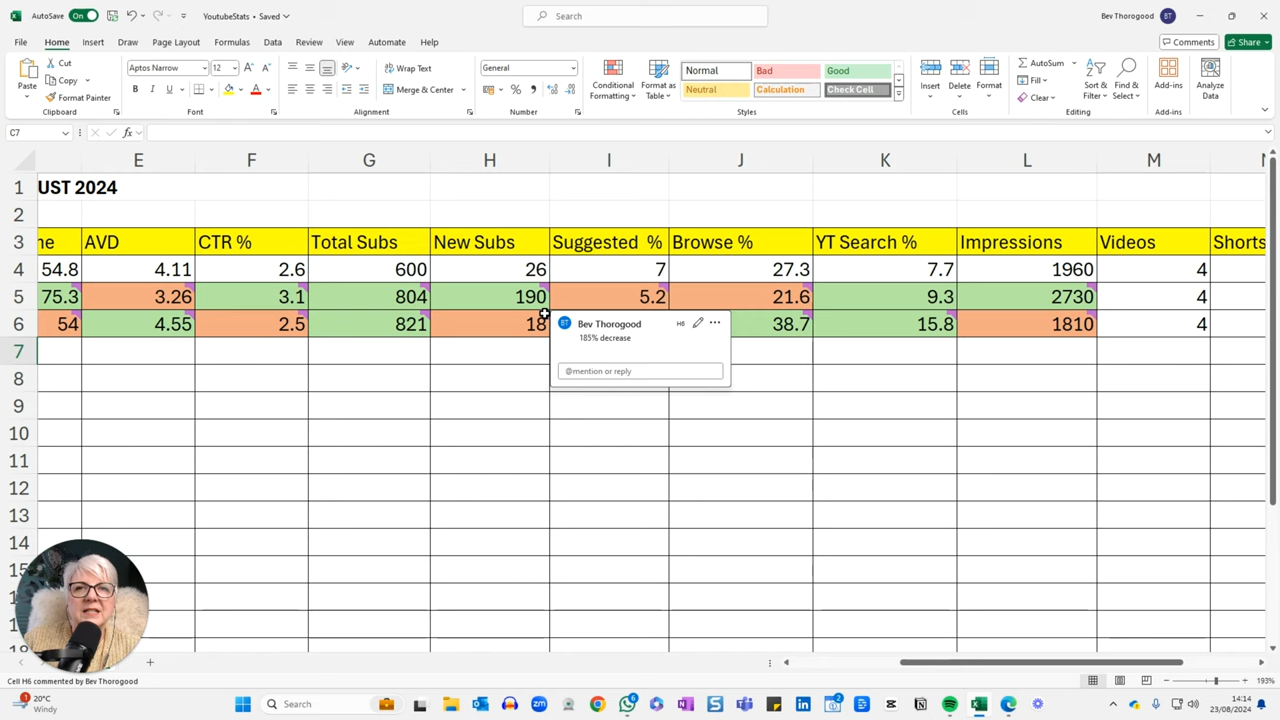 AutoSave On YoutubeStats • Saved Search Bev Thorogood BT
File Home Insert Draw Page Layout Formulas Data Review View Automate Help Comments Share
Paste Cut Copy Format Painter
Aptos Narrow 12
Wrap Text
Merge & Center
General
Conditional Formatting Format as Table
Normal Bad Good
Neutral Calculation Check Cell
Insert Delete Format
AutoSum Fill Clear
Sort & Filter Find & Select
Add-ins Analyze Data
Clipboard Font Alignment Number Styles Cells Editing Add-ins
C7 fx
E F G H I J K L M
1 UST 2024
2
3 ne AVD CTR % Total Subs New Subs Suggested % Browse % YT Search % Impressions Videos Shorts
4 54.8 4.11 2.6 600 26 7 27.3 7.7 1960 4
5 75.3 3.26 3.1 804 190 5.2 21.6 9.3 2730 4
6 54 4.55 2.5 821 18 38.7 15.8 1810 4
BT Bev Thorogood H6
185% decrease
@mention or reply
7
8
9
10
11
12
13
14
15
18
Cell H6 commented by Bev Thorogood 193%
20°C
Windy
Search
14:14
23/08/2024